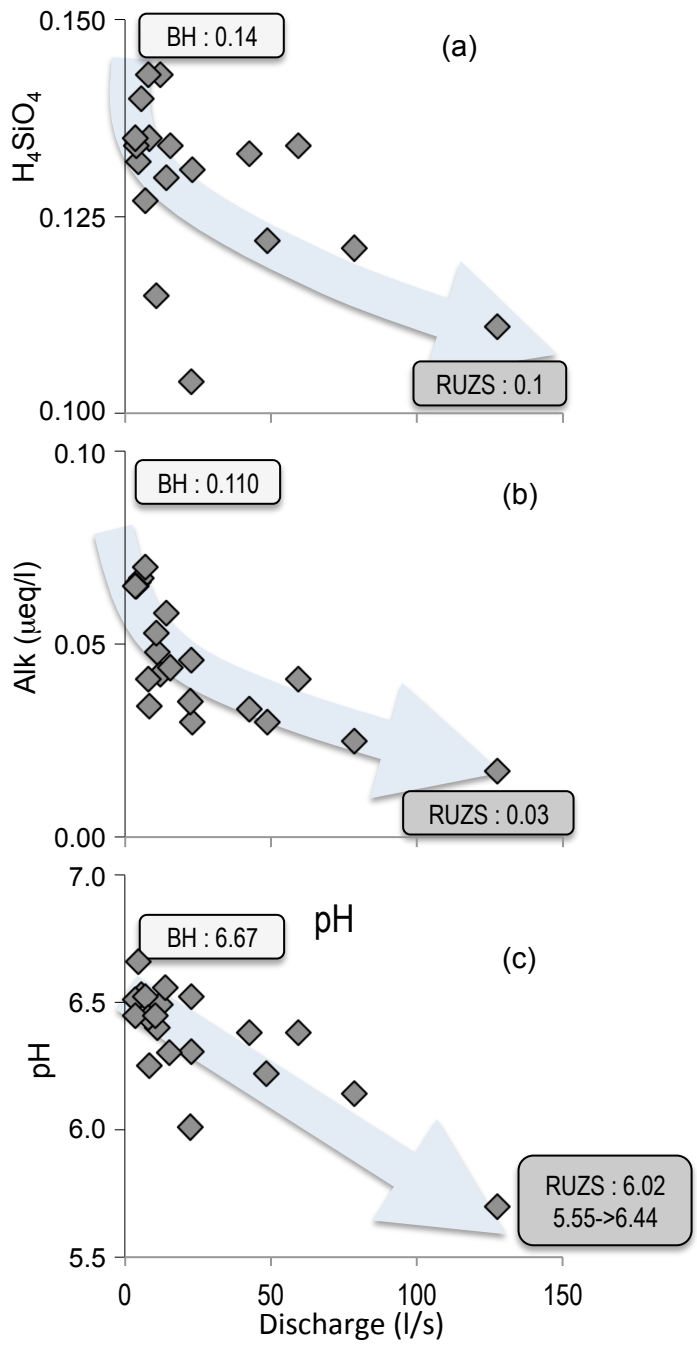 0.150
BH : 0.14
(a)
H₄SiO₄
0.125
RUZS : 0.1
0.100
0.10
BH : 0.110
(b)
Alk (µeq/l)
0.05
RUZS : 0.03
0.00
7.0
pH
BH : 6.67
(c)
6.5
pH
6.0
RUZS : 6.02
5.55->6.44
5.5
0 50 100 150
Discharge (l/s)